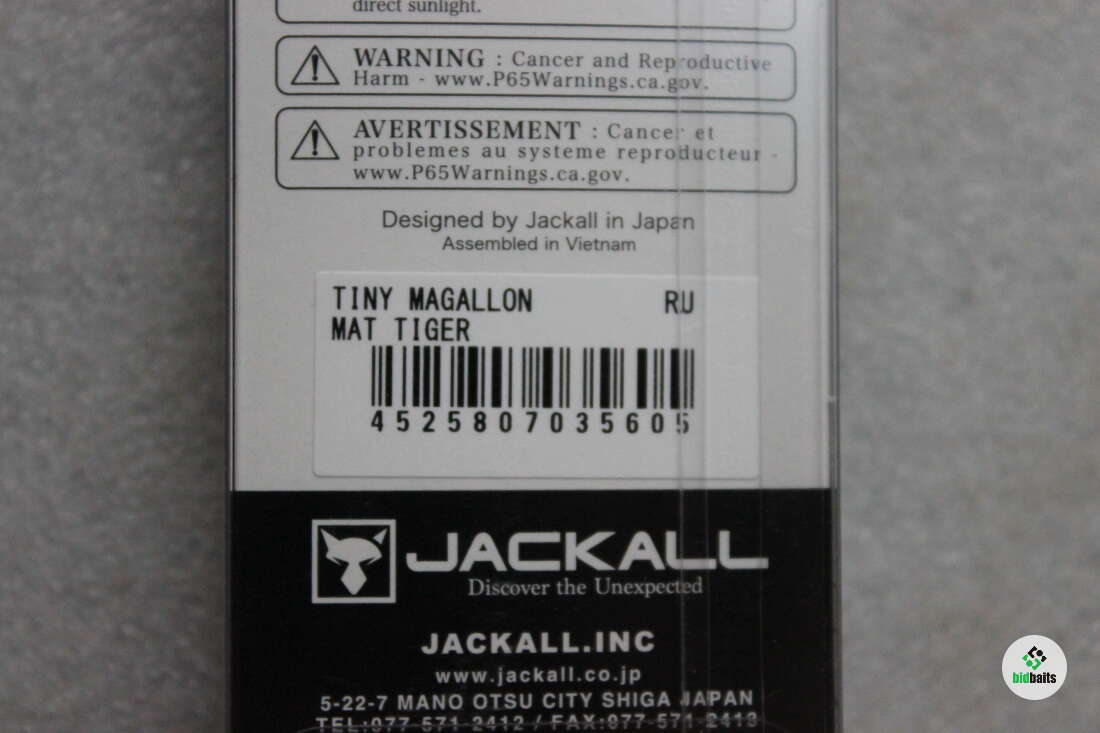 direct sunlight.
WARNING : Cancer and Reproductive
Harm - www.P65Warnings.ca.gov.
AVERTISSEMENT : Cancer et
problemes au systeme reproducteur -
www.P65Warnings.ca.gov.
Designed by Jackall in Japan
Assembled in Vietnam
TINY MAGALLON RU
MAT TIGER
4525807035605
JACKALL
Discover the Unexpected
JACKALL.INC
www.jackall.co.jp
5-22-7 MANO OTSU CITY SHIGA JAPAN
TEL:077-571-2412 / FAX:077-571-2413
bidbaits